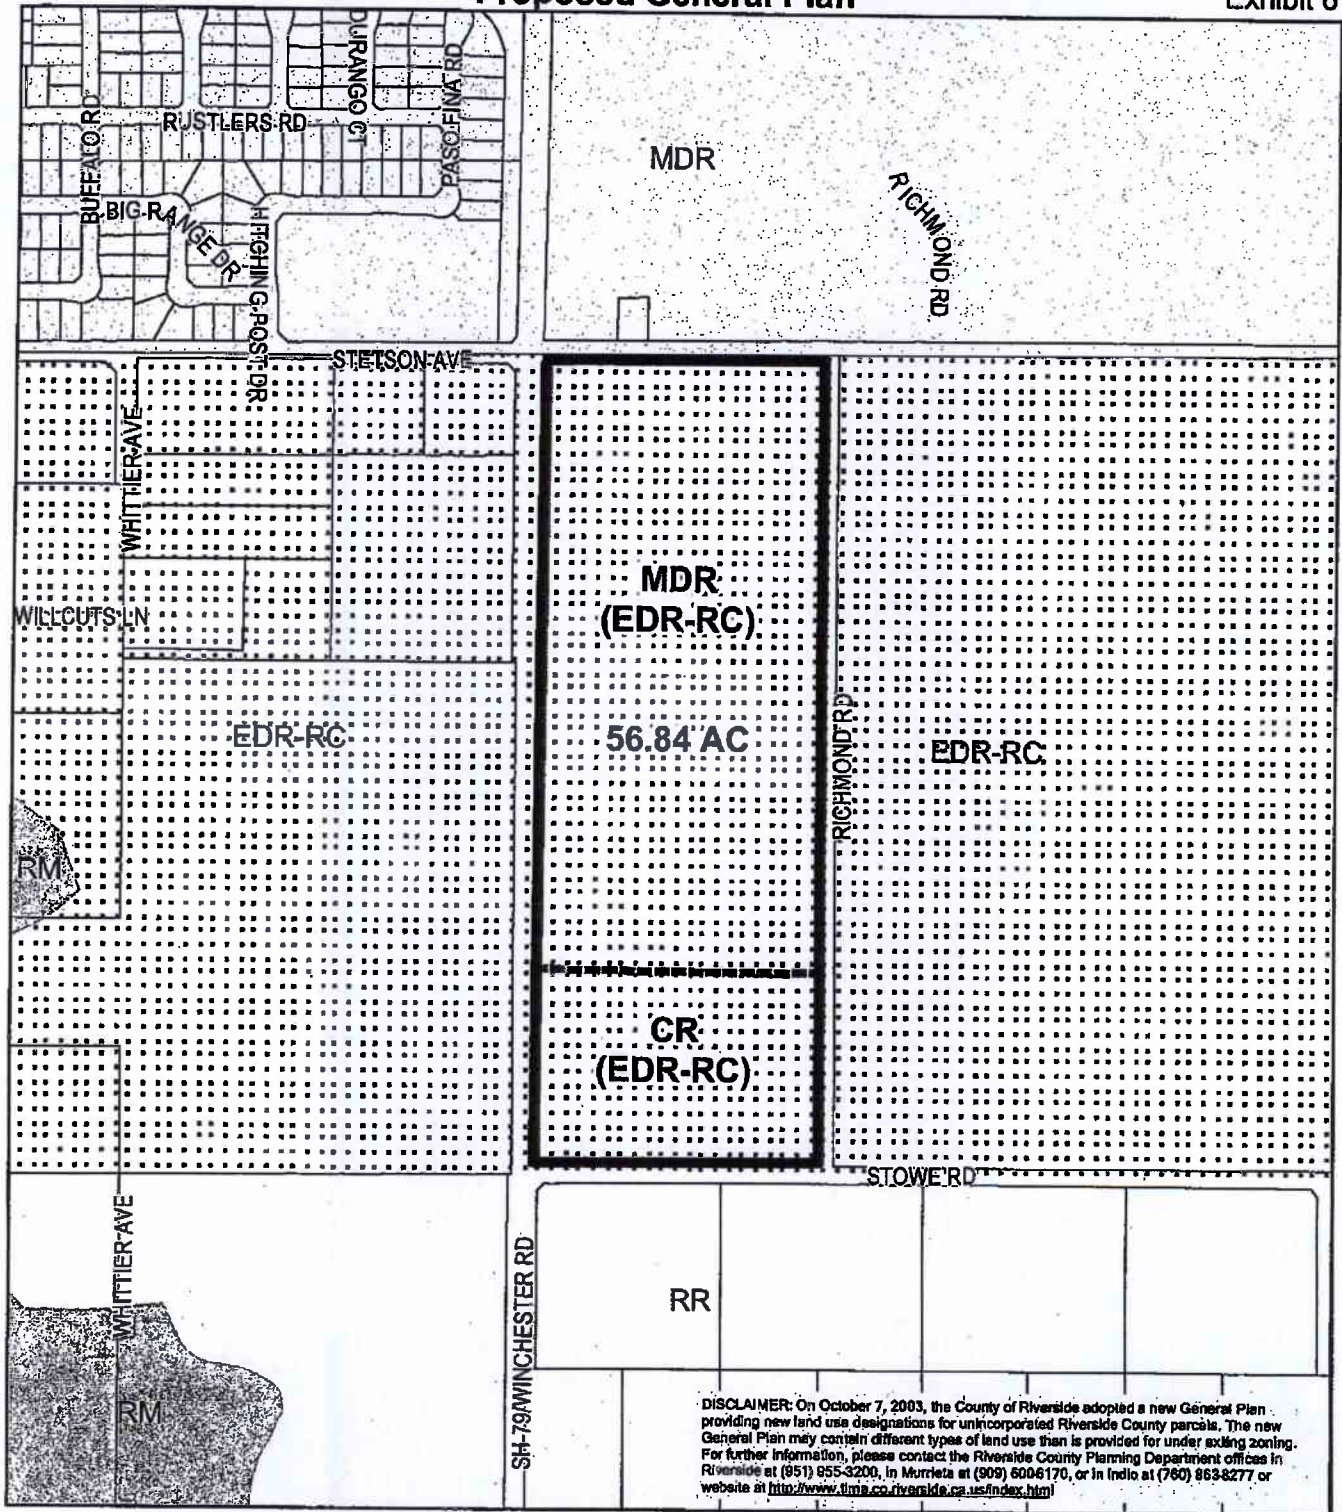 Proposed General Plan
Exhibit 6
DURANGO CT
PASO FINA RD
BUFFALO RD
RUSTLERS RD
BIG RANGE DR
HITCHING POST DR
MDR
RICHMOND RD
STETSON AVE
WHITTIER AVE
WILLCUTS LN
MDR
(EDR-RC)
EDR-RC
56.84 AC
RICHMOND RD
EDR-RC
RM
CR
(EDR-RC)
STOWE RD
WHITTIER AVE
SH-79/WINCHESTER RD
RR
RM
DISCLAIMER: On October 7, 2003, the County of Riverside adopted a new General Plan
providing new land use designations for unincorporated Riverside County parcels. The new
General Plan may contain different types of land use than is provided for under existing zoning.
For further information, please contact the Riverside County Planning Department offices in
Riverside at (951) 955-3200, in Murrieta at (909) 600-6170, or in Indio at (760) 863-8277 or
website at http://www.tlma.co.riverside.ca.us/index.html